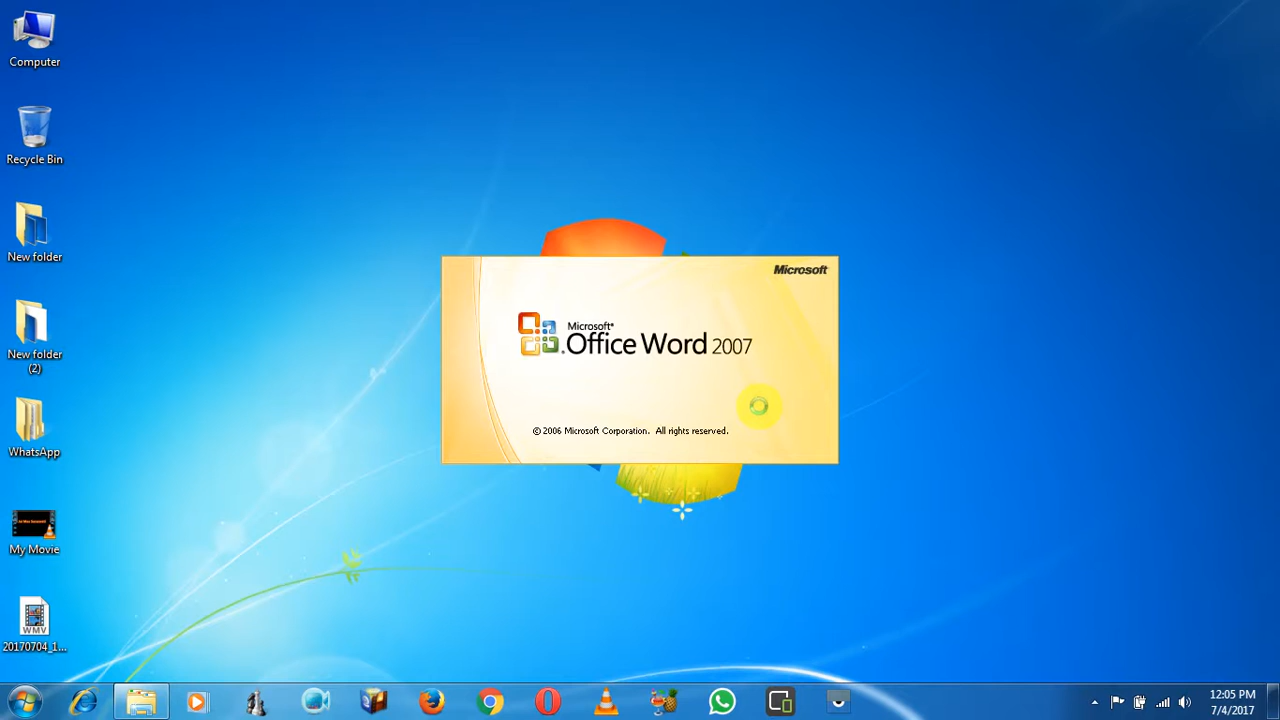 Computer
Recycle Bin
New folder
New folder
(2)
WhatsApp
My Movie
WMV
20170704_1...
Microsoft
Microsoft®
Office Word 2007
© 2006 Microsoft Corporation. All rights reserved.
12:05 PM
7/4/2017